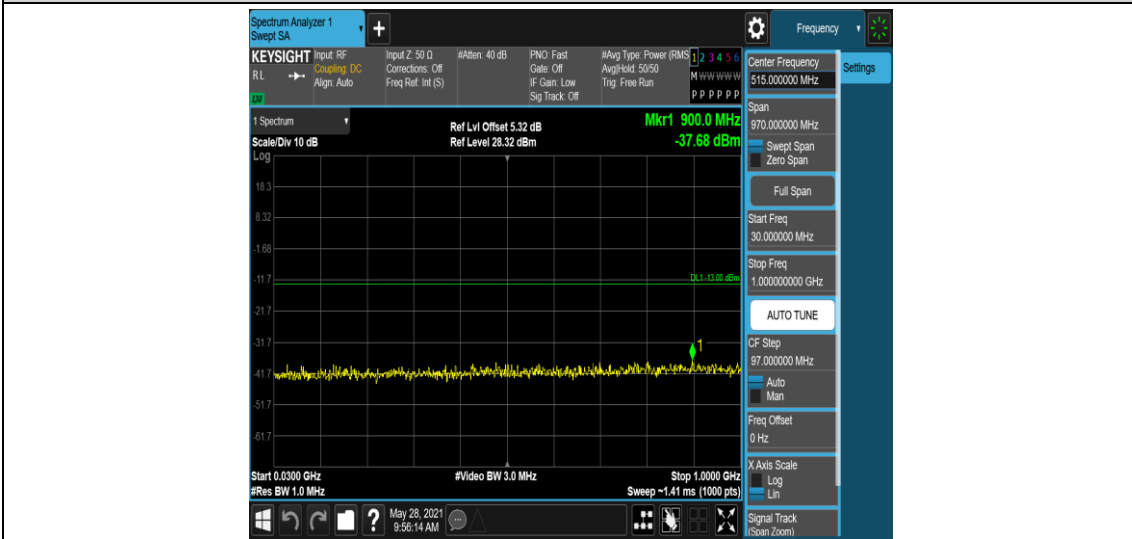 Spectrum Analyzer 1
Swept SA
+
Frequency
KEYSIGHT
RL
Input: RF
Coupling: DC
Align: Auto
Input Z: 50 Ω
Corrections: Off
Freq Ref: Int (S)
#Atten: 40 dB
PNO: Fast
Gate: Off
IF Gain: Low
Sig Track: Off
#Avg Type: Power (RMS
Avg|Hold: 50/50
Trig: Free Run
1 2 3 4 5 6
M W W W W W
P P P P P P
1 Spectrum
Scale/Div 10 dB
Log
Ref Lvl Offset 5.32 dB
Ref Level 28.32 dBm
Mkr1 900.0 MHz
-37.68 dBm
18.3
8.32
-1.68
-11.7
-21.7
-31.7
-41.7
-51.7
-61.7
DL1 -13.00 dBm
1
Start 0.0300 GHz
#Res BW 1.0 MHz
#Video BW 3.0 MHz
Stop 1.0000 GHz
Sweep ~1.41 ms (1000 pts)
Center Frequency
515.000000 MHz
Settings
Span
970.000000 MHz
Swept Span
Zero Span
Full Span
Start Freq
30.000000 MHz
Stop Freq
1.000000000 GHz
AUTO TUNE
CF Step
97.000000 MHz
Auto
Man
Freq Offset
0 Hz
X Axis Scale
Log
Lin
Signal Track
(Span Zoom)
?
May 28, 2021
9:56:14 AM